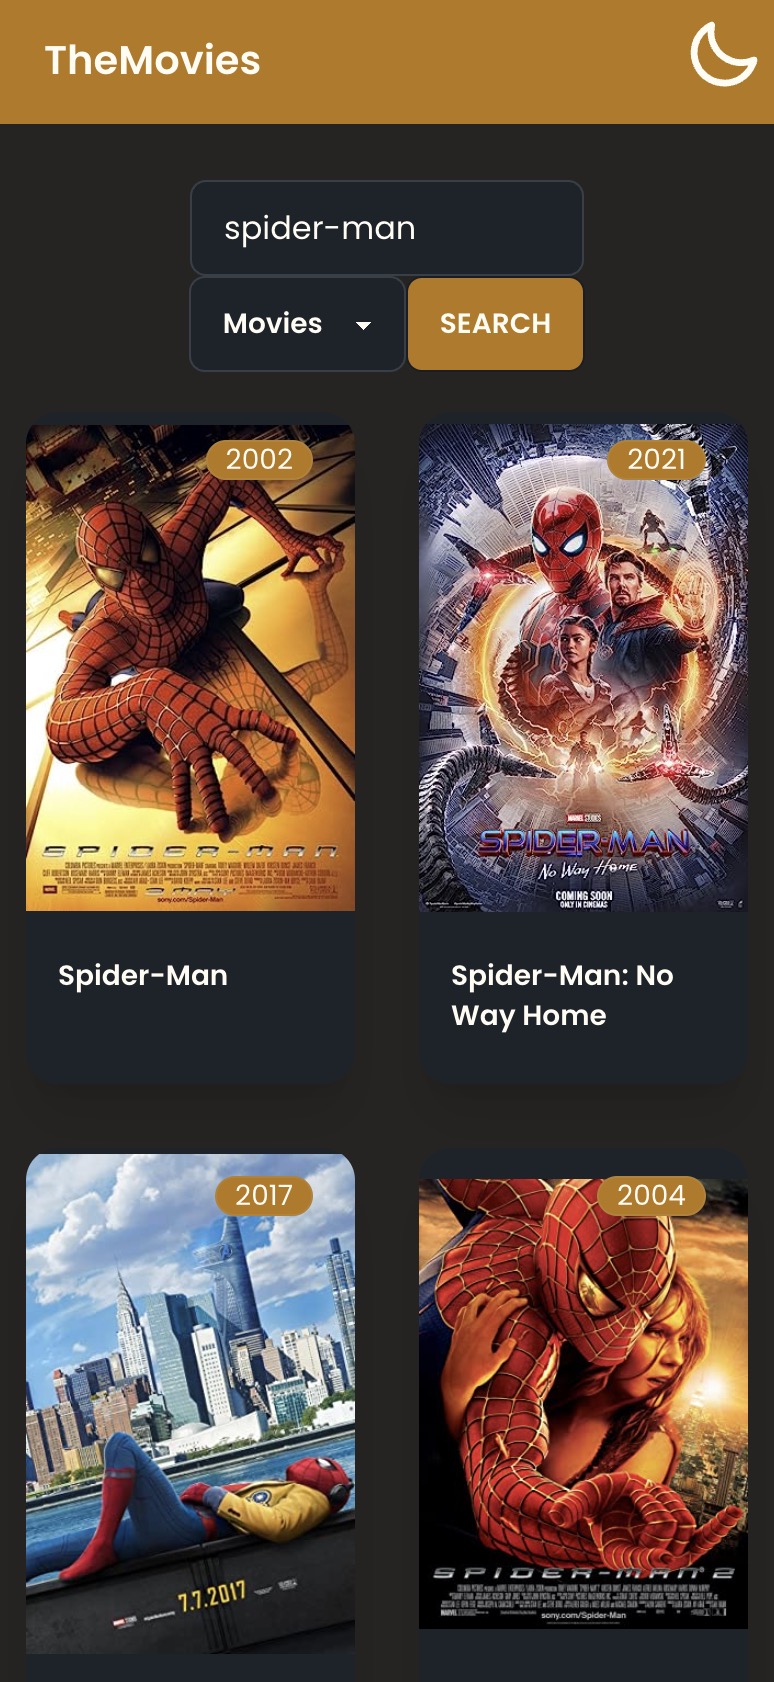 TheMovies
spider-man
Movies
SEARCH
2002
SPIDER-MAN
sony.com/Spider-Man
Spider-Man
2021
MARVEL STUDIOS
SPIDER-MAN
No Way Home
COMING SOON
ONLY IN CINEMAS
Spider-Man: No
Way Home
2017
7.7.2017
2004
SPIDER-MAN 2
sony.com/Spider-Man